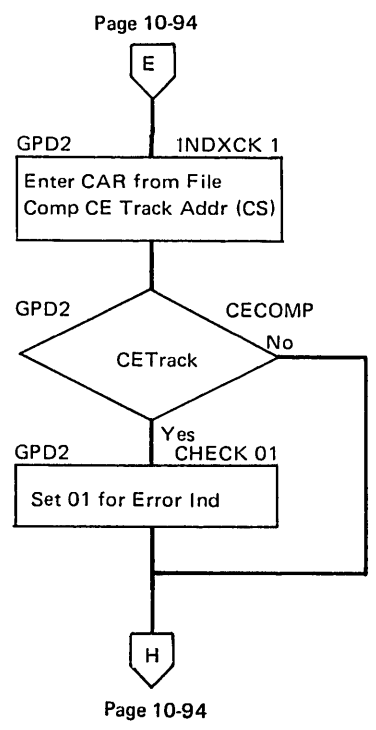 Page 10-94
E
GPD2 1NDXCK 1
Enter CAR from File
Comp CE Track Addr (CS)
GPD2 CECOMP
No
CETrack
Yes
GPD2 CHECK 01
Set 01 for Error Ind
H
Page 10-94